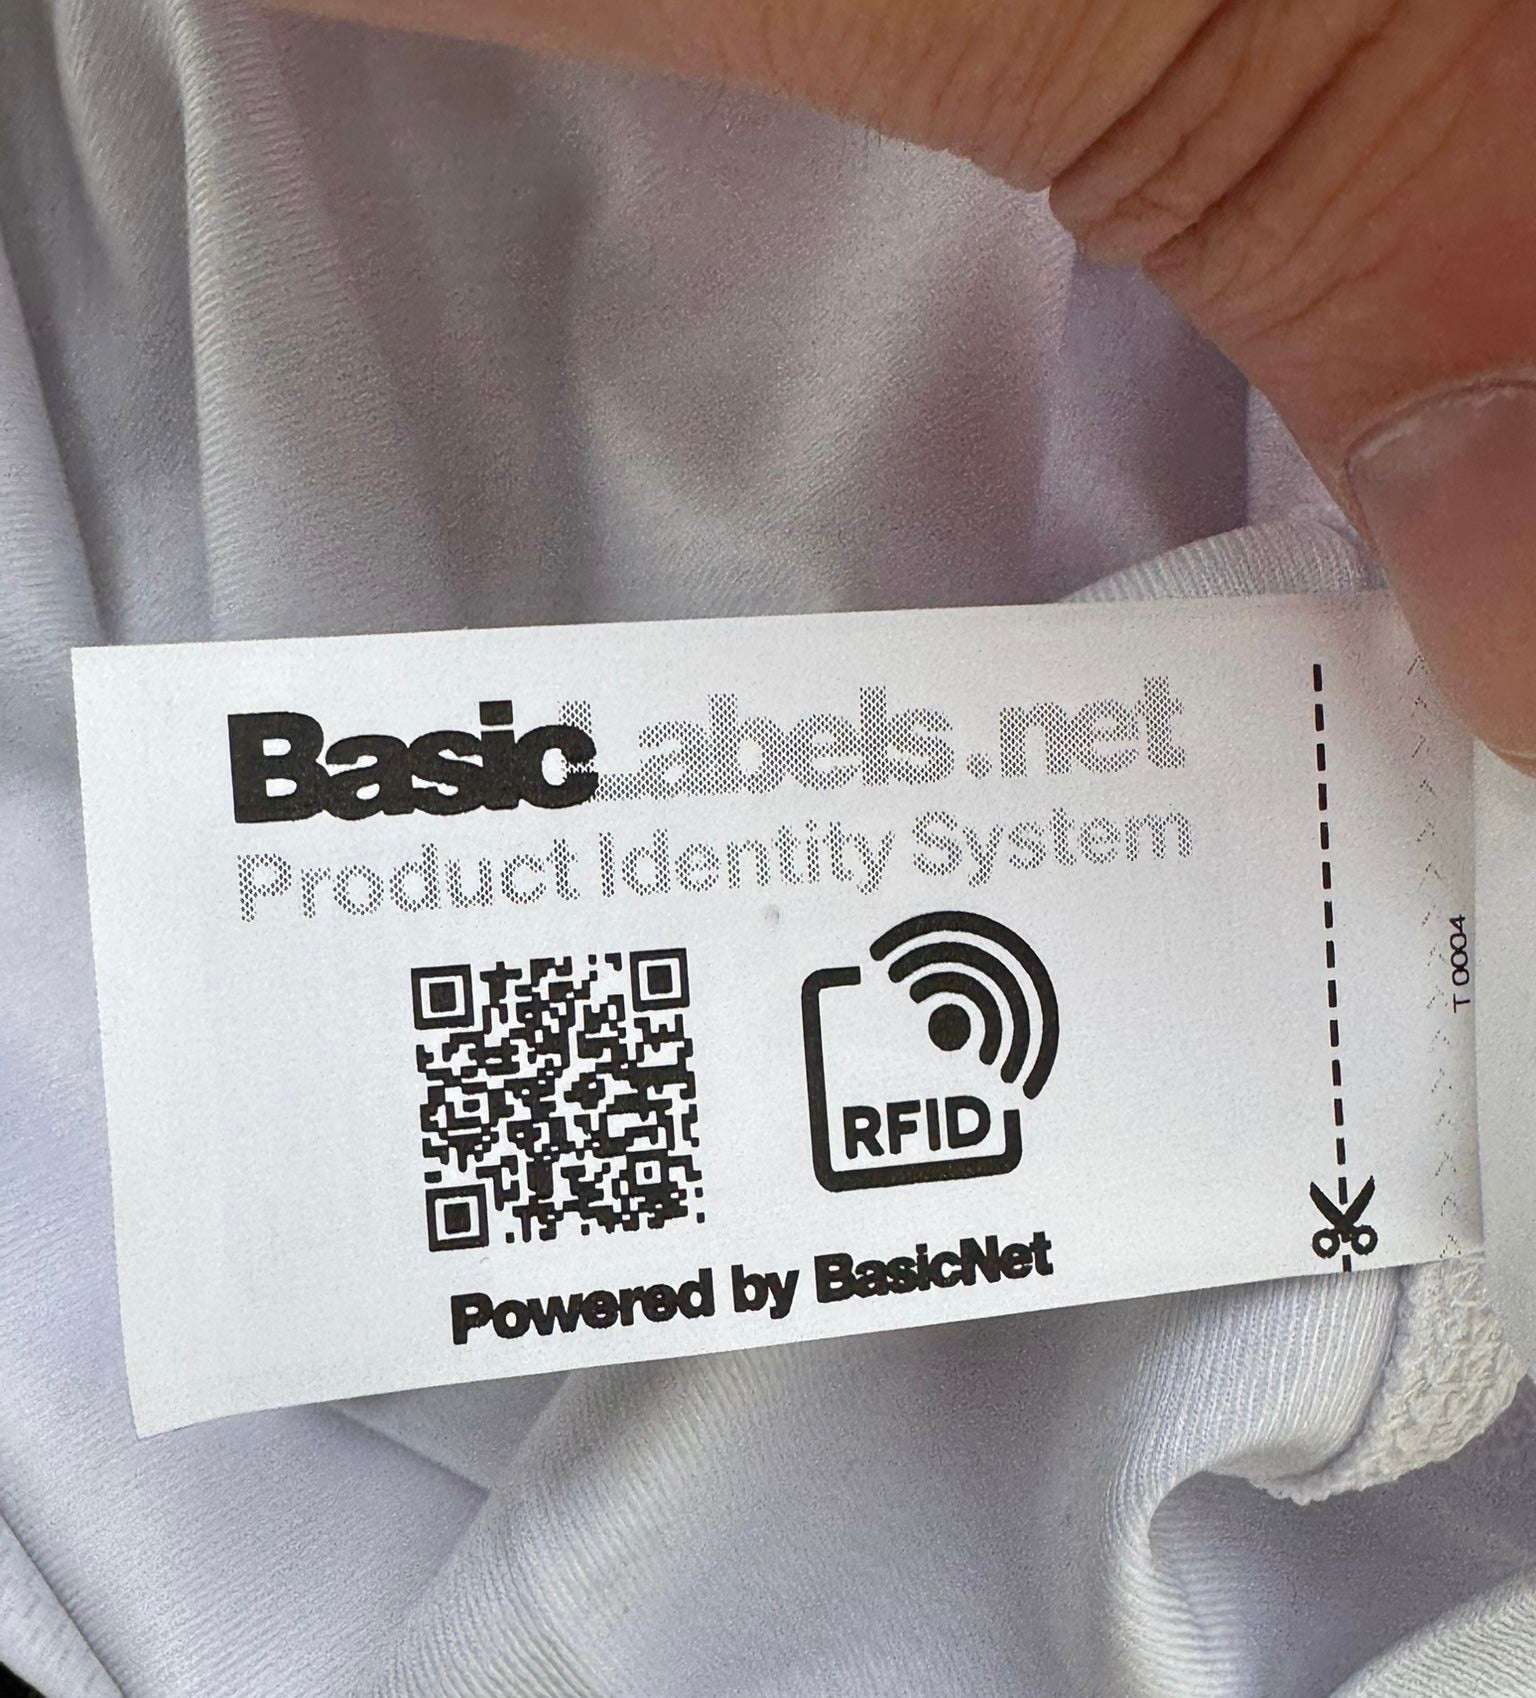 BasicLabels.net
Product Identity System
RFID
Powered by BasicNet
T 0004